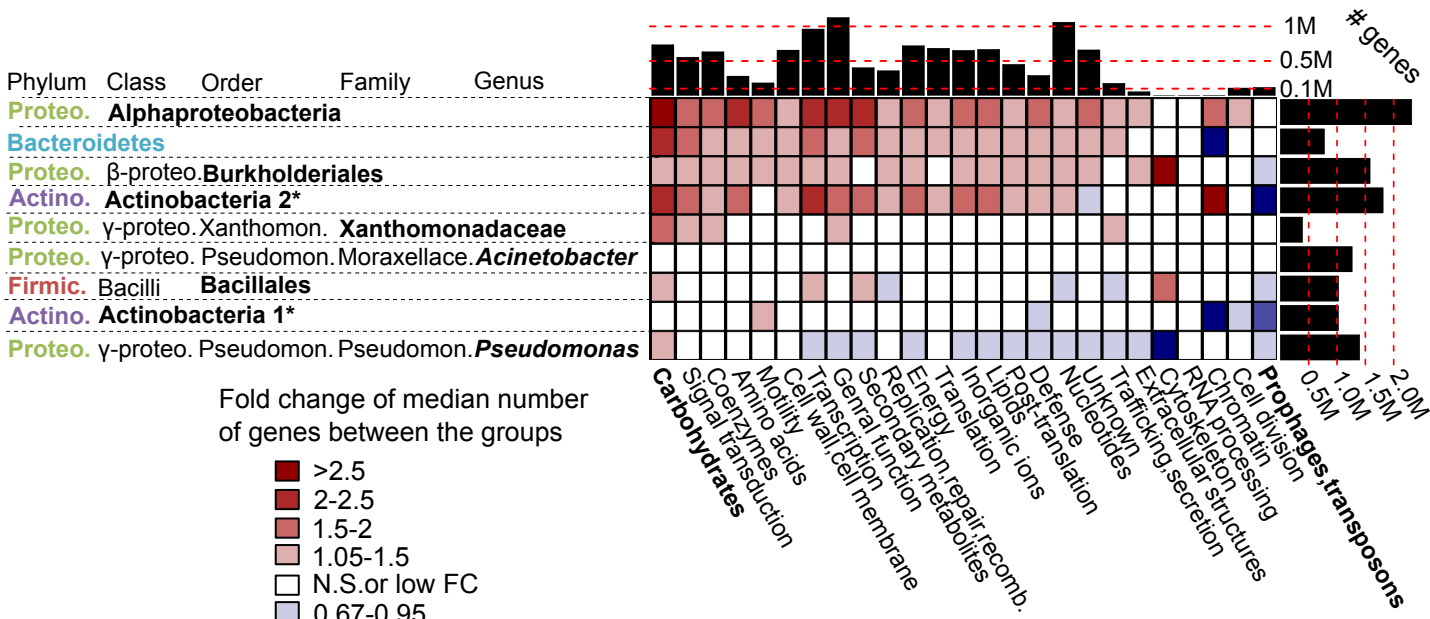 # genes
1M
0.5M
0.1M
Phylum Class Order Family Genus
Proteo. Alphaproteobacteria
Bacteroidetes
Proteo. β-proteo. Burkholderiales
Actino. Actinobacteria 2*
Proteo. γ-proteo. Xanthomon. Xanthomonadaceae
Proteo. γ-proteo. Pseudomon. Moraxellace. Acinetobacter
Firmic. Bacilli Bacillales
Actino. Actinobacteria 1*
Proteo. γ-proteo. Pseudomon. Pseudomon. Pseudomonas
0.5M
1.0M
1.5M
2.0M
Carbohydrates
Signal transduction
Coenzymes
Amino acids
Motility
Cell wall,cell membrane
Transcription
Genral function
Secondary metabolites
Replication,repair,recomb.
Energy
Translation
Inorganic ions
Lipids
Post-translation
Defense
Nucleotides
Unknown
Trafficking,secretion
Extracellular structures
Cytoskeleton
RNA processing
Chromatin
Cell division
Prophages,transposons
Fold change of median number
of genes between the groups
>2.5
2-2.5
1.5-2
1.05-1.5
N.S.or low FC
0.67-0.95